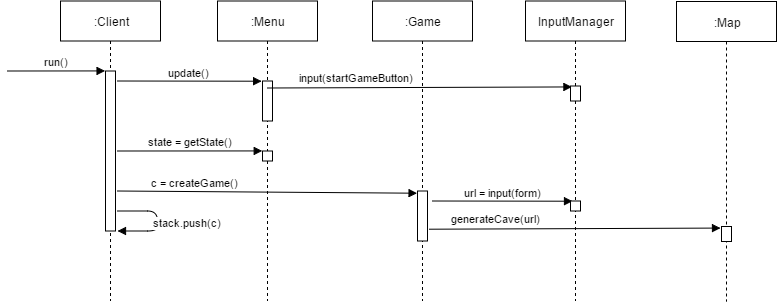 :Client
:Menu
:Game
InputManager
:Map
run()
update()
input(startGameButton)
state = getState()
c = createGame()
url = input(form)
stack.push(c)
generateCave(url)